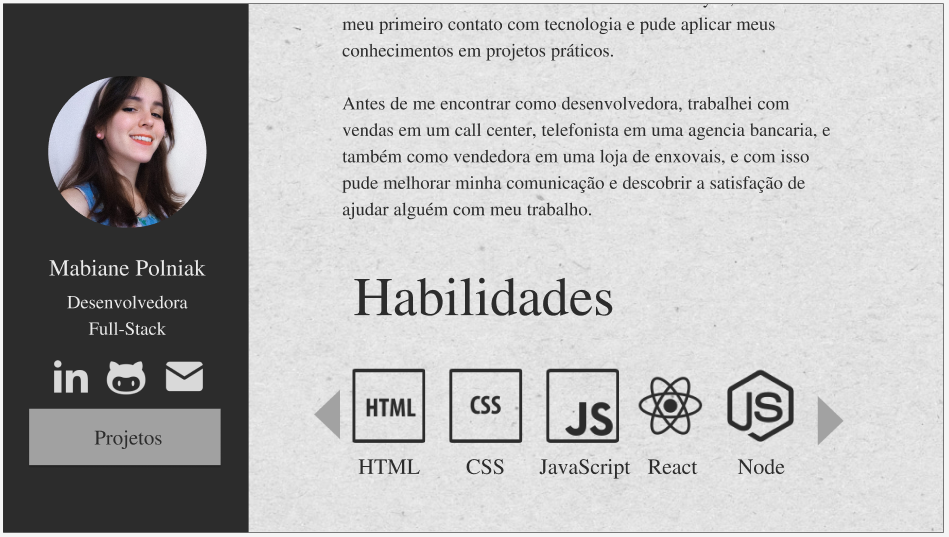 Mabiane Polniak
Desenvolvedora
Full-Stack
in
Projetos
meu primeiro contato com tecnologia e pude aplicar meus
conhecimentos em projetos práticos.
Antes de me encontrar como desenvolvedora, trabalhei com
vendas em um call center, telefonista em uma agencia bancaria, e
também como vendedora em uma loja de enxovais, e com isso
pude melhorar minha comunicação e descobrir a satisfação de
ajudar alguém com meu trabalho.
Habilidades
HTML
CSS
JS
JS
HTML
CSS
JavaScript
React
Node